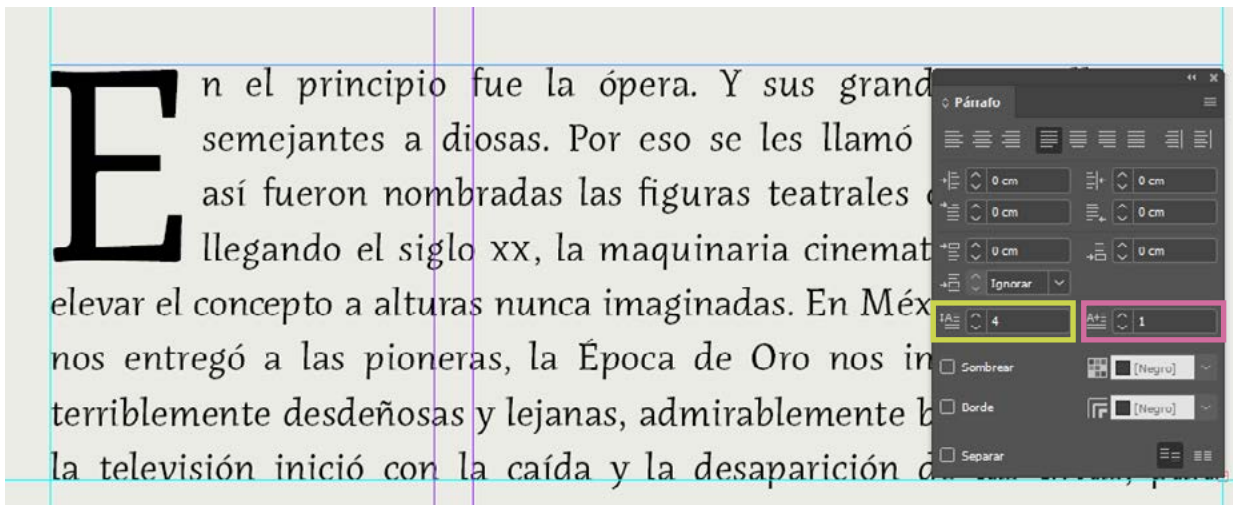 En el principio fue la ópera. Y sus grand
semejantes a diosas. Por eso se les llamó
así fueron nombradas las figuras teatrales
llegando el siglo XX, la maquinaria cinemat
elevar el concepto a alturas nunca imaginadas. En Méx
nos entregó a las pioneras, la Época de Oro nos in
terriblemente desdeñosas y lejanas, admirablemente b
la televisión inició con la caída y la desaparición
Párrafo
0 cm 0 cm
0 cm 0 cm
0 cm 0 cm
Ignorar
4 1
Sombrear [Negro]
Borde [Negro]
Separar